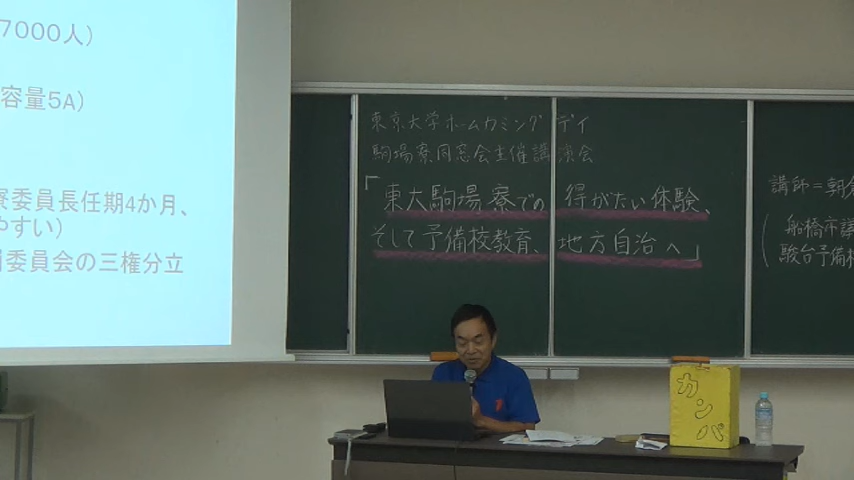 7000人）
容量5A）
寮委員長任期4か月、
やすい）
委員会の三権分立
東京大学ホームカミングデイ
駒場寮同窓会主催講演会
「東大駒場寮での得がたい体験、
そして予備校教育、地方自治へ」
講師＝朝倉
（船橋市議
駿台予備校
カンパ